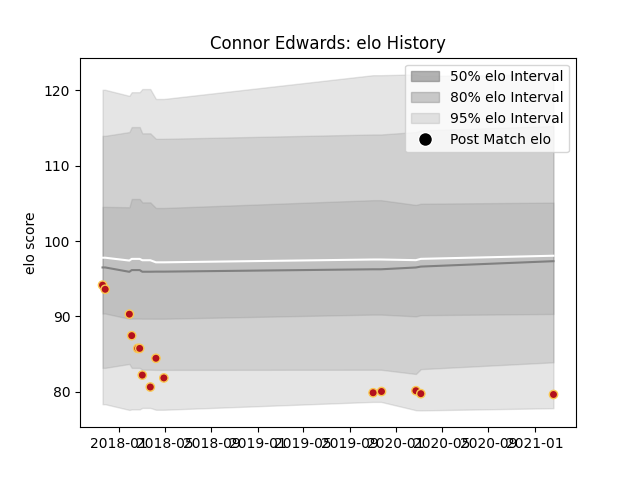 Connor Edwards: elo History
50% elo Interval
80% elo Interval
95% elo Interval
Post Match elo
elo score
120
110
100
90
80
2018-01 2018-05 2018-09 2019-01 2019-05 2019-09 2020-01 2020-05 2020-09 2021-01